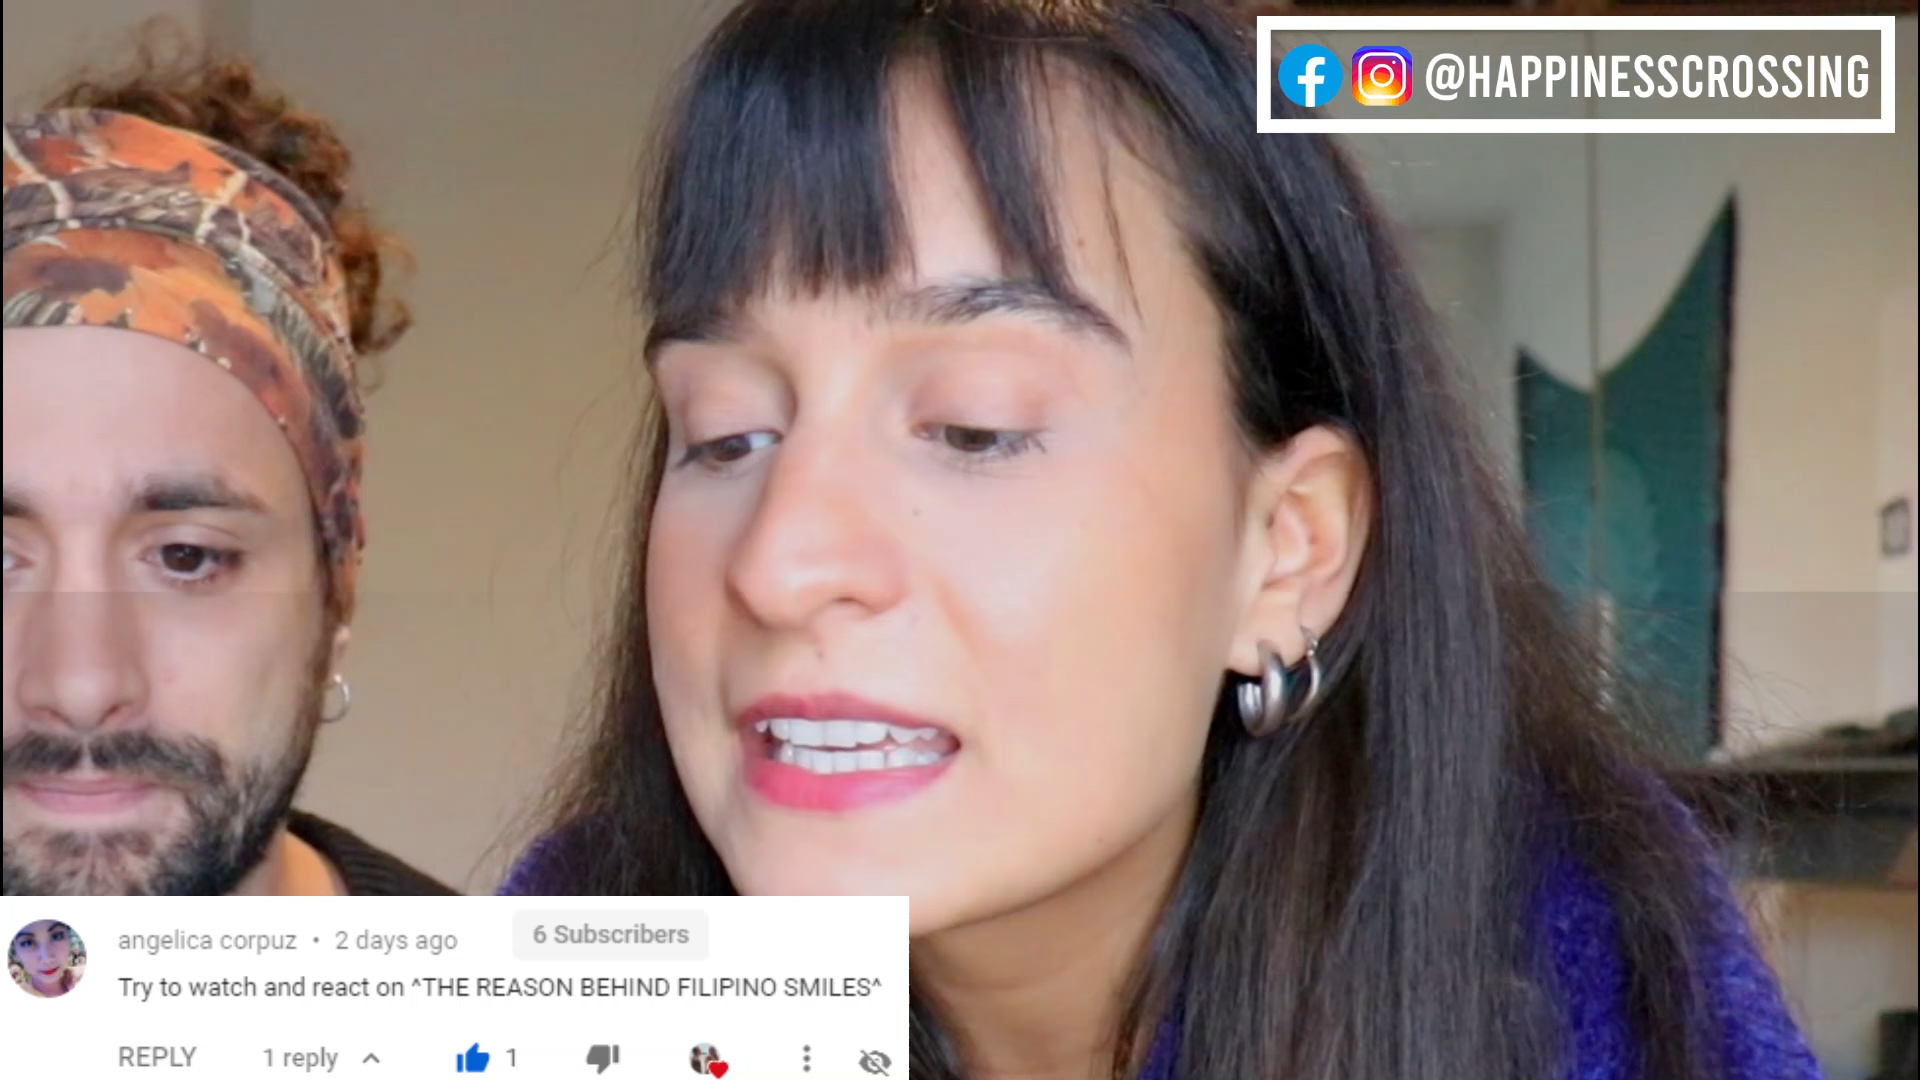 @HAPPINESSCROSSING
angelica corpuz • 2 days ago 6 Subscribers
Try to watch and react on ^THE REASON BEHIND FILIPINO SMILES^
REPLY 1 reply 1